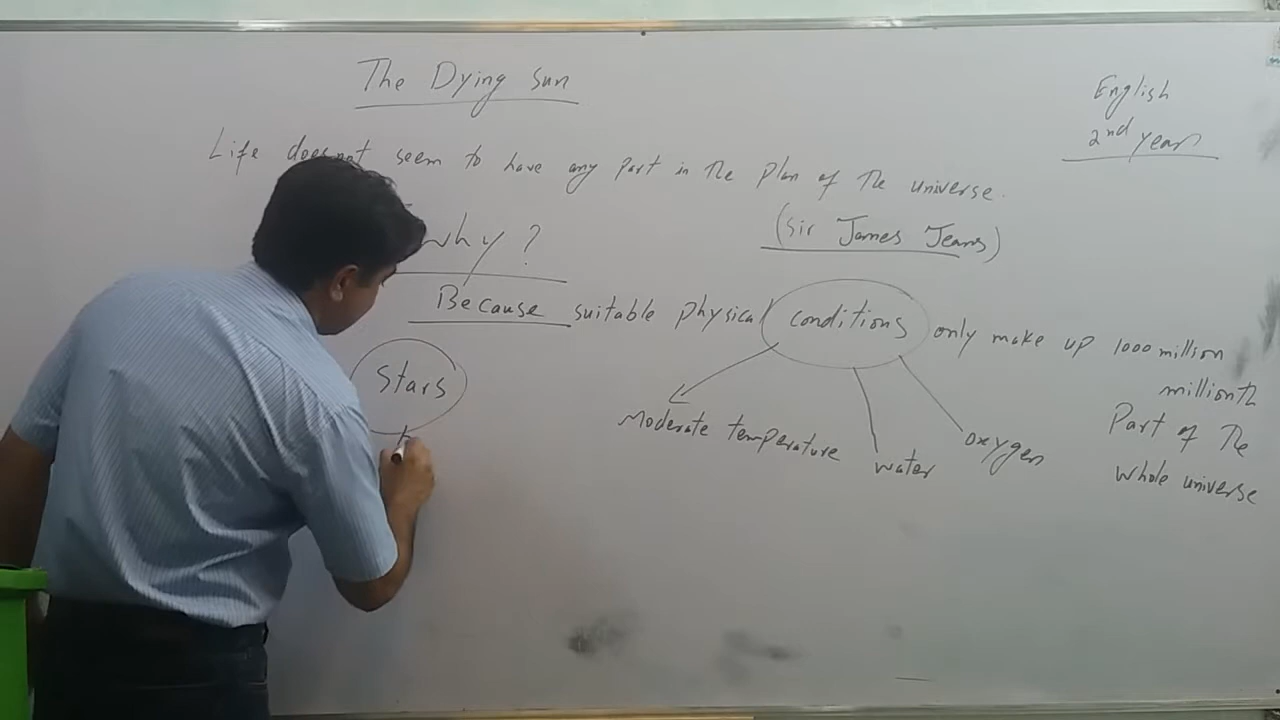 The Dying Sun
English
2nd year
Life does not seem to have any part in the plan of the universe.
(Sir James Jeans)
why?
Because suitable physical conditions only make up 1000 million
millionth
Part of The
whole universe
Stars
Moderate temperature
water
oxygen